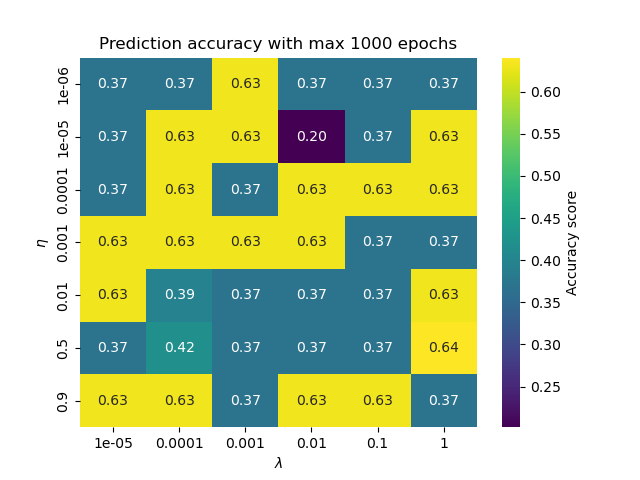 Prediction accuracy with max 1000 epochs
1e-06 0.37 0.37 0.63 0.37 0.37 0.37
1e-05 0.37 0.63 0.63 0.20 0.37 0.63
0.0001 0.37 0.63 0.37 0.63 0.63 0.63
0.001 0.63 0.63 0.63 0.63 0.37 0.37
0.01 0.63 0.39 0.37 0.37 0.37 0.63
0.5 0.37 0.42 0.37 0.37 0.37 0.64
0.9 0.63 0.63 0.37 0.63 0.63 0.37
η
1e-05 0.0001 0.001 0.01 0.1 1
λ
0.60
0.55
0.50
0.45
0.40
0.35
0.30
0.25
Accuracy score